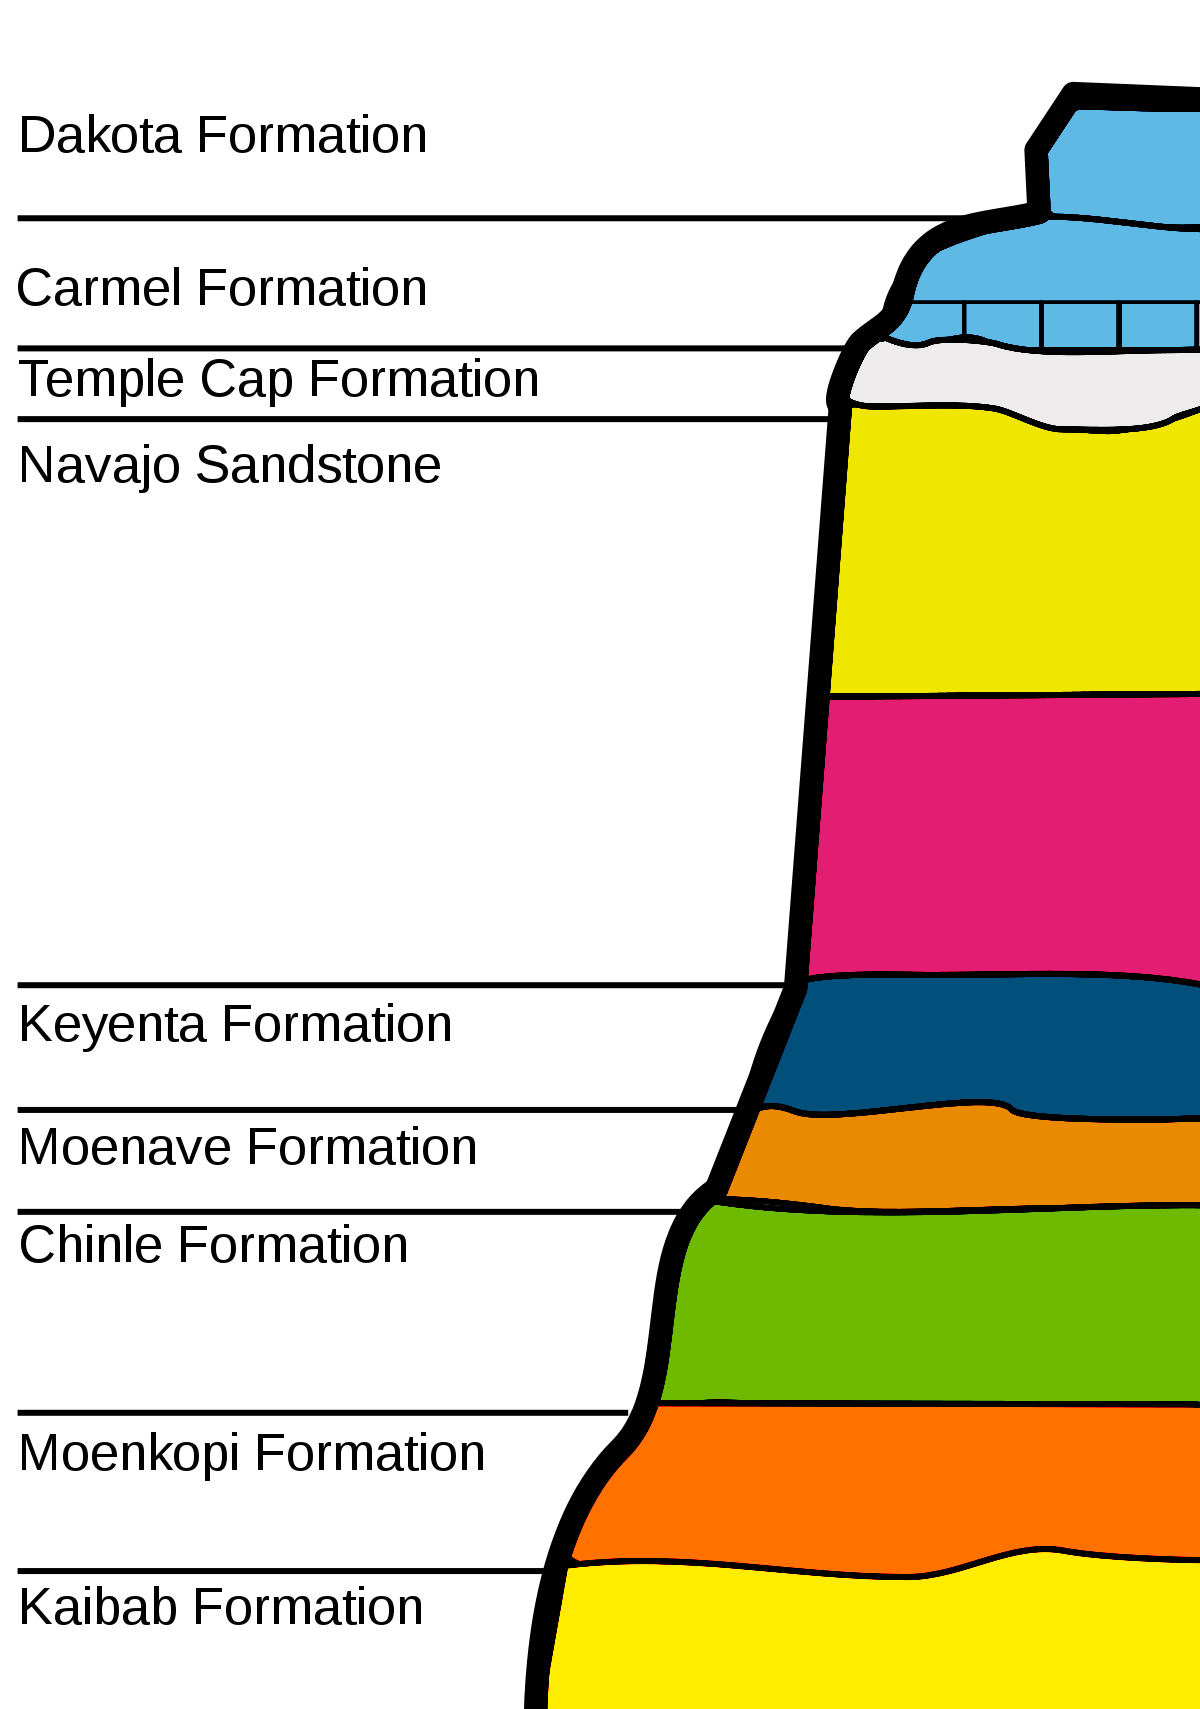 Dakota Formation
Carmel Formation
Temple Cap Formation
Navajo Sandstone
Keyenta Formation
Moenave Formation
Chinle Formation
Moenkopi Formation
Kaibab Formation